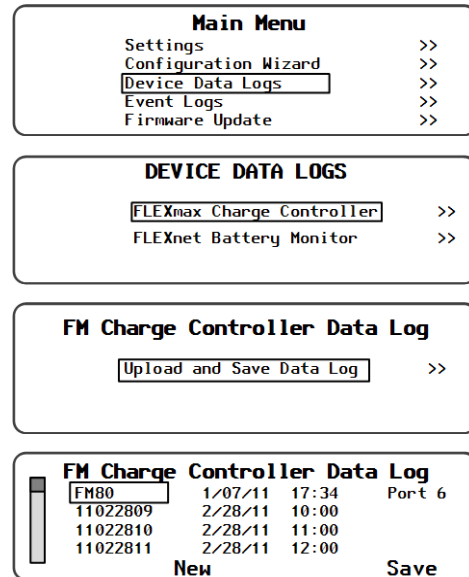 Main Menu
Settings >>
Configuration Wizard >>
Device Data Logs >>
Event Logs >>
Firmware Update >>
DEVICE DATA LOGS
FLEXmax Charge Controller >>
FLEXnet Battery Monitor >>
FM Charge Controller Data Log
Upload and Save Data Log >>
FM Charge Controller Data Log
FM80 1/07/11 17:34 Port 6
11022809 2/28/11 10:00
11022810 2/28/11 11:00
11022811 2/28/11 12:00
New Save